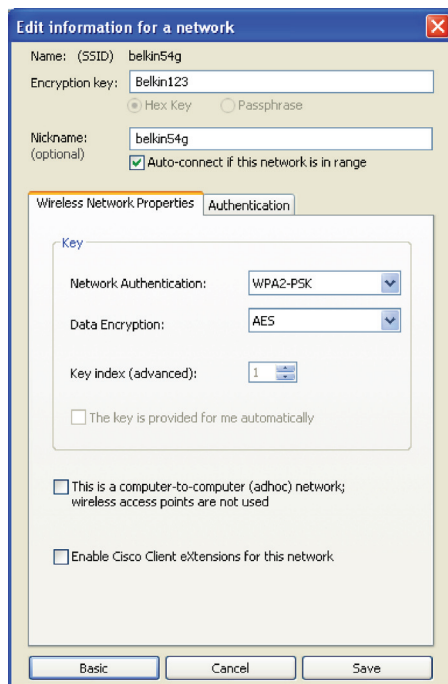 Edit information for a network
Name: (SSID) belkin54g
Encryption key: Belkin123
Hex Key Passphrase
Nickname: belkin54g
(optional)
Auto-connect if this network is in range
Wireless Network Properties Authentication
Key
Network Authentication: WPA2-PSK
Data Encryption: AES
Key index (advanced): 1
The key is provided for me automatically
This is a computer-to-computer (adhoc) network;
wireless access points are not used
Enable Cisco Client eXtensions for this network
Basic Cancel Save